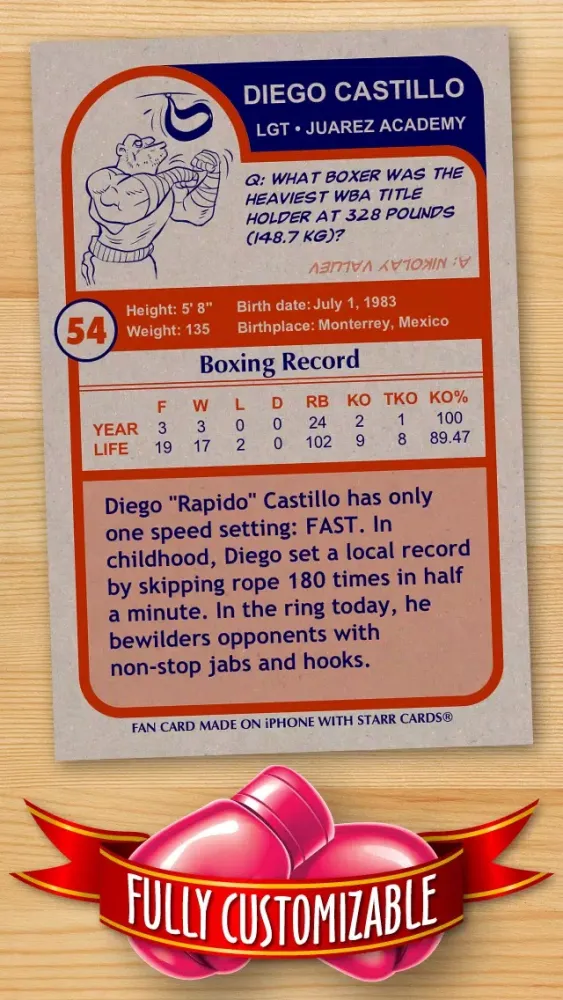 DIEGO CASTILLO
LGT • JUAREZ ACADEMY
Q: WHAT BOXER WAS THE
HEAVIEST WBA TITLE
HOLDER AT 328 POUNDS
(148.7 KG)?
A: NIKOLAY VALUEV
54
Height: 5' 8" Birth date: July 1, 1983
Weight: 135 Birthplace: Monterrey, Mexico
Boxing Record
F W L D RB KO TKO KO%
YEAR 3 3 0 0 24 2 1 100
LIFE 19 17 2 0 102 9 8 89.47
Diego "Rapido" Castillo has only
one speed setting: FAST. In
childhood, Diego set a local record
by skipping rope 180 times in half
a minute. In the ring today, he
bewilders opponents with
non-stop jabs and hooks.
FAN CARD MADE ON iPHONE WITH STARR CARDS®
FULLY CUSTOMIZABLE